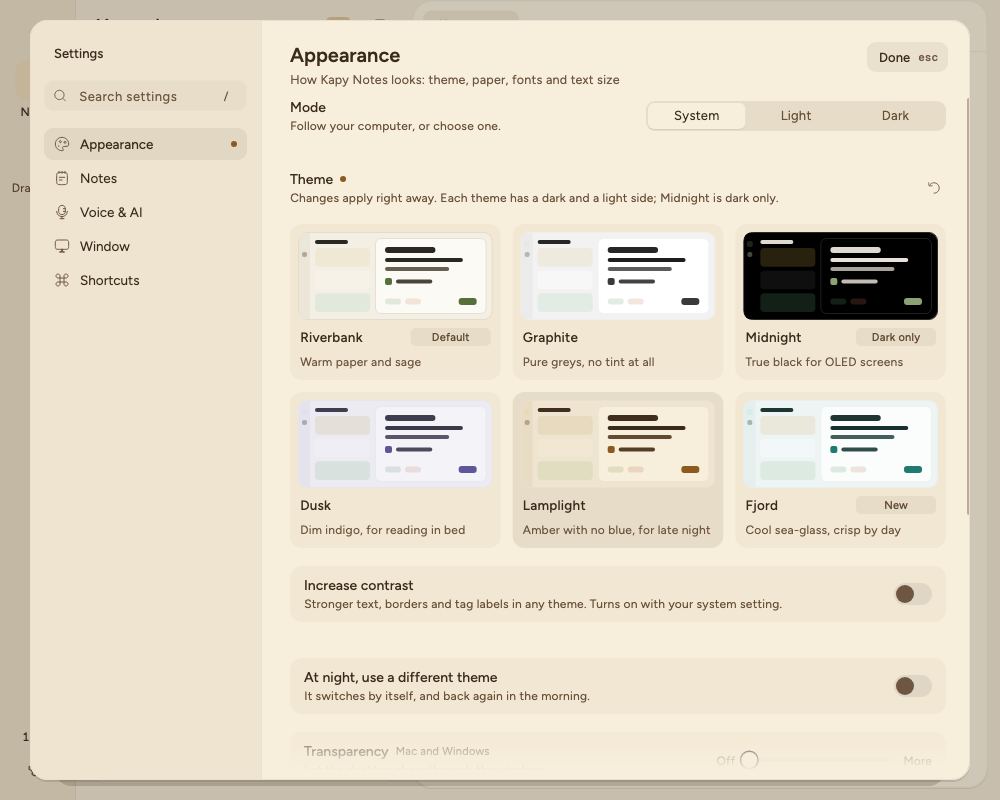 Settings
Search settings /
Appearance
Notes
Voice & AI
Window
Shortcuts
Appearance
How Kapy Notes looks: theme, paper, fonts and text size
Done esc
Mode
Follow your computer, or choose one.
System Light Dark
Theme
Changes apply right away. Each theme has a dark and a light side; Midnight is dark only.
Riverbank Default
Warm paper and sage
Graphite
Pure greys, no tint at all
Midnight Dark only
True black for OLED screens
Dusk
Dim indigo, for reading in bed
Lamplight
Amber with no blue, for late night
Fjord New
Cool sea-glass, crisp by day
Increase contrast
Stronger text, borders and tag labels in any theme. Turns on with your system setting.
At night, use a different theme
It switches by itself, and back again in the morning.
Transparency Mac and Windows
Off More
N
Dra
1